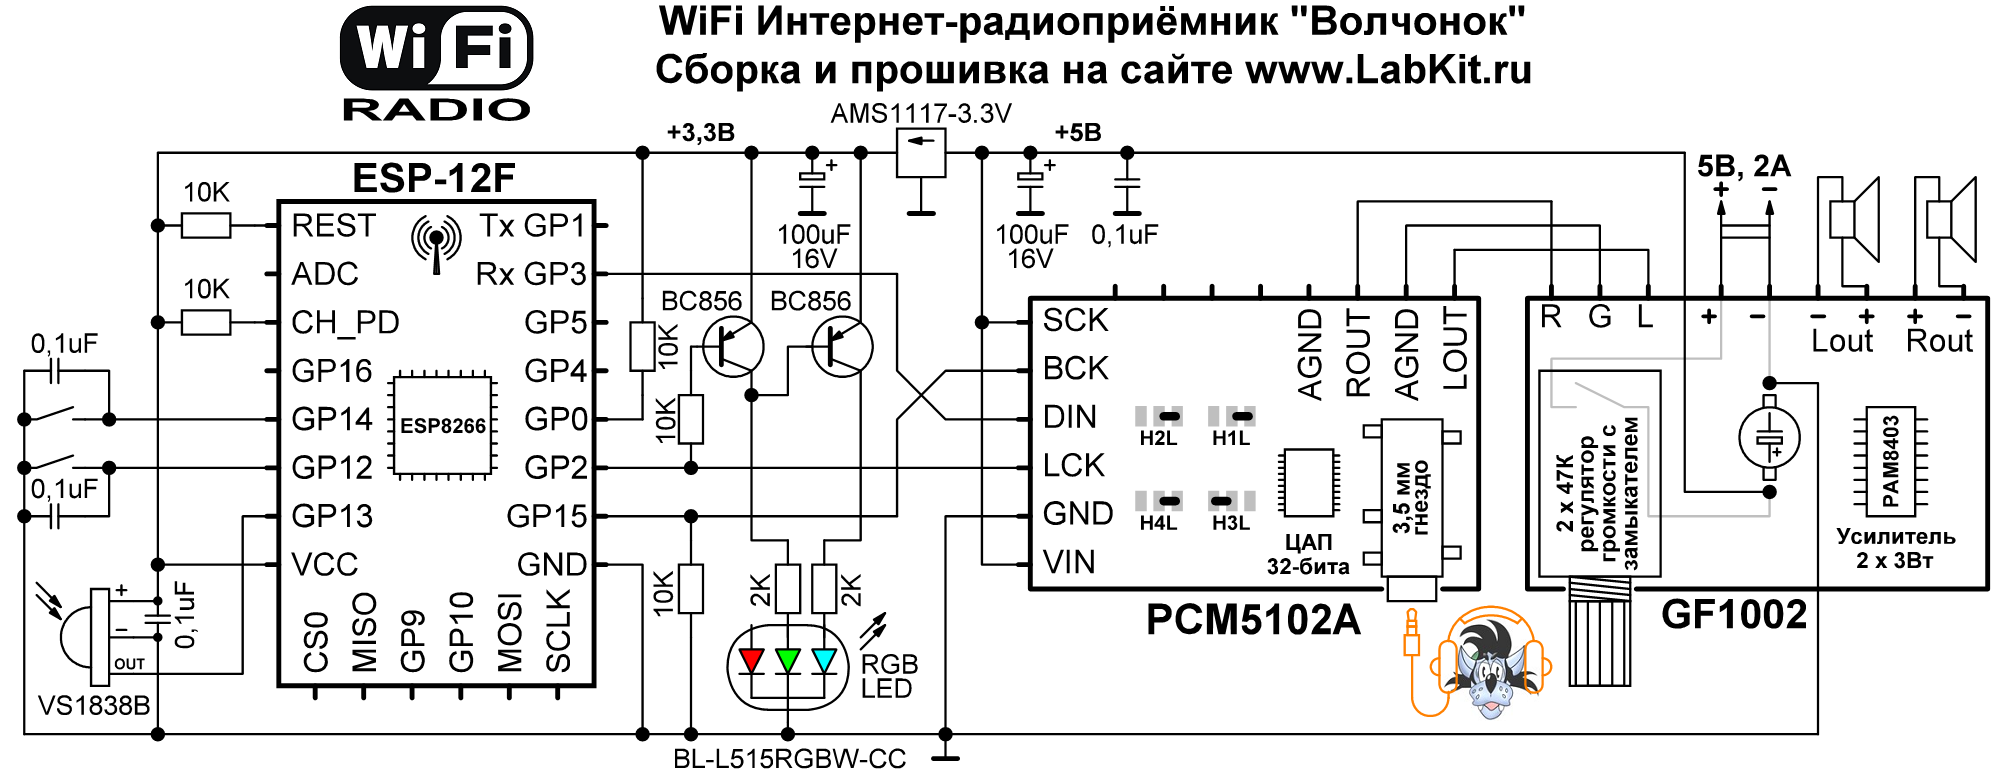 WiFi Интернет-радиоприёмник "Волчонок"
Сборка и прошивка на сайте www.LabKit.ru
WiFi
RADIO
AMS1117-3.3V
+3,3В
+5В
5В, 2А
+ −
ESP-12F
10K
10K
0,1uF
0,1uF
REST
ADC
CH_PD
GP16
GP14
GP12
GP13
VCC
Tx GP1
Rx GP3
GP5
GP4
GP0
GP2
GP15
GND
ESP8266
CS0
MISO
GP9
GP10
MOSI
SCLK
+
−
OUT
0,1uF
VS1838B
+
100uF
16V
+
100uF
16V
0,1uF
BC856
BC856
10K
10K
10K
2K
2K
RGB
LED
BL-L515RGBW-CC
SCK
BCK
DIN
LCK
GND
VIN
AGND
ROUT
AGND
LOUT
H2L
H1L
H4L
H3L
ЦАП
32-бита
3,5 мм
гнездо
PCM5102A
R G L
+ −
− +
Lout
+ −
Rout
2 x 47K
регулятор
громкости с
замыкателем
+
PAM8403
Усилитель
2 x 3Вт
GF1002